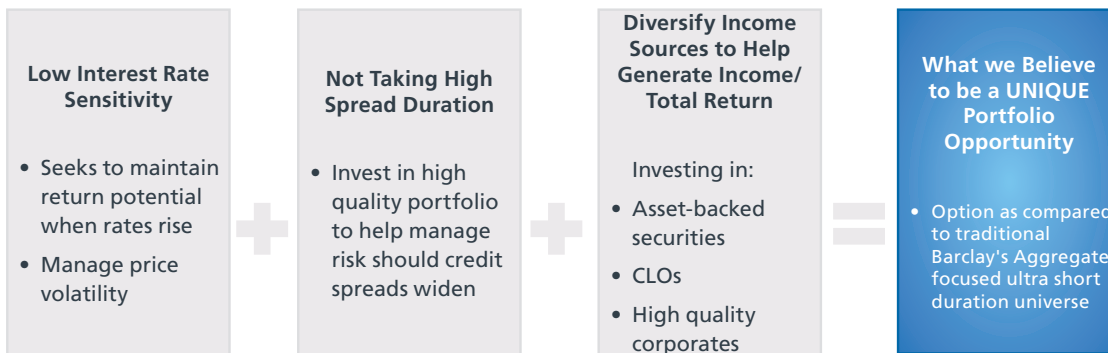 Low Interest Rate
Sensitivity
• Seeks to maintain
return potential
when rates rise
• Manage price
volatility
Not Taking High
Spread Duration
• Invest in high
quality portfolio
to help manage
risk should credit
spreads widen
Diversify Income
Sources to Help
Generate Income/
Total Return
Investing in:
• Asset-backed
securities
• CLOs
• High quality
corporates
What we Believe
to be a UNIQUE
Portfolio
Opportunity
• Option as compared
to traditional
Barclay's Aggregate
focused ultra short
duration universe